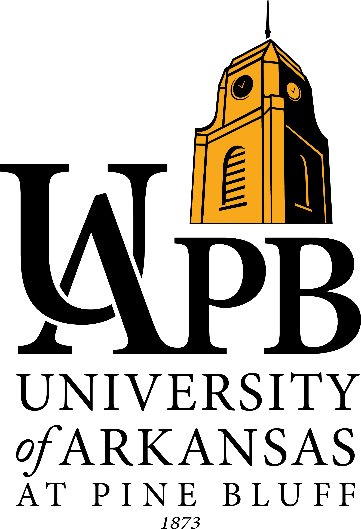 UAPB
UNIVERSITY
of ARKANSAS
AT PINE BLUFF
1873